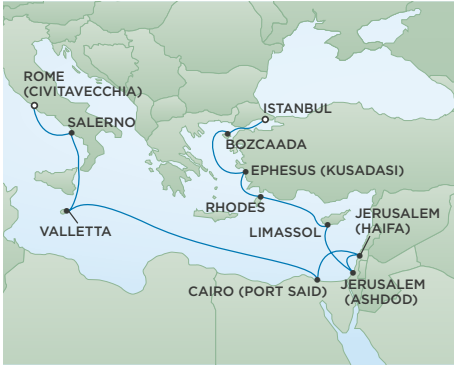 ROME
(CIVITAVECCHIA)
SALERNO
ISTANBUL
BOZCAADA
EPHESUS (KUSADASI)
RHODES
VALLETTA
LIMASSOL
JERUSALEM
(HAIFA)
CAIRO (PORT SAID)
JERUSALEM
(ASHDOD)